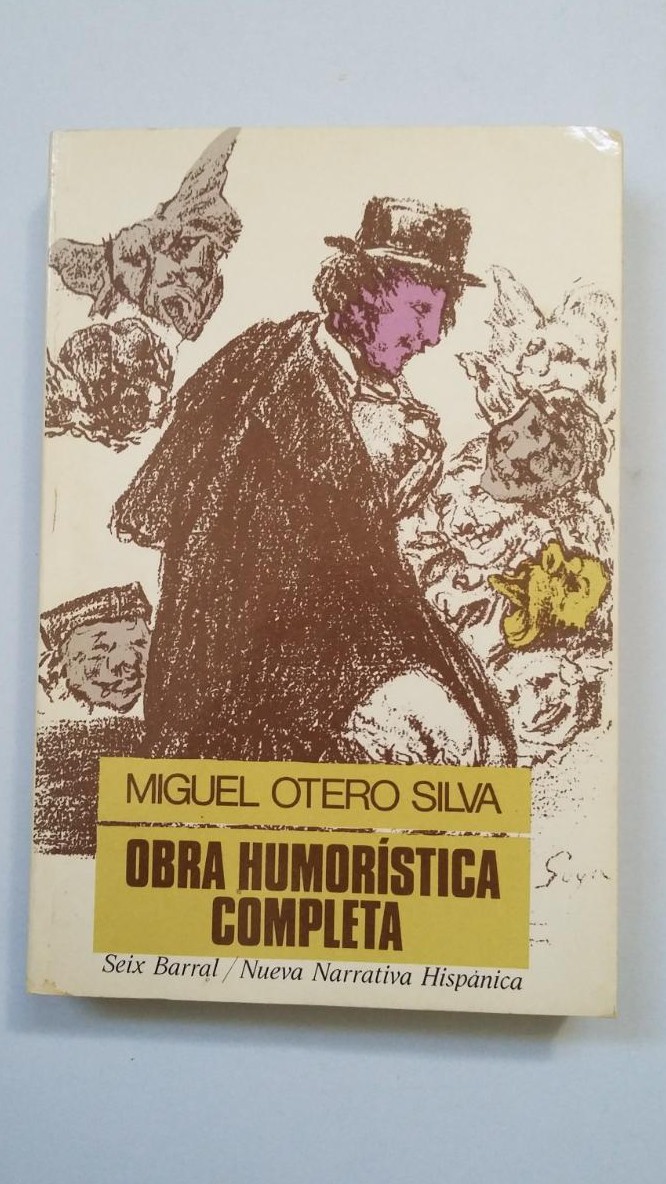 MIGUEL OTERO SILVA
OBRA HUMORÍSTICA
COMPLETA
Seix Barral / Nueva Narrativa Hispánica